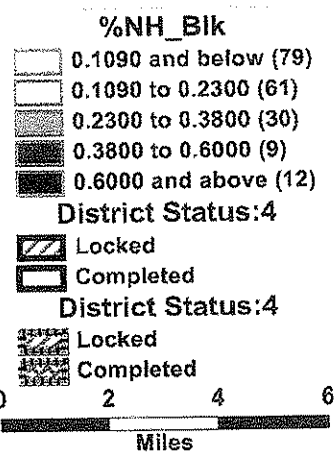 %NH_Blk
0.1090 and below (79)
0.1090 to 0.2300 (61)
0.2300 to 0.3800 (30)
0.3800 to 0.6000 (9)
0.6000 and above (12)
District Status:4
Locked
Completed
District Status:4
Locked
Completed
0 2 4 6
Miles